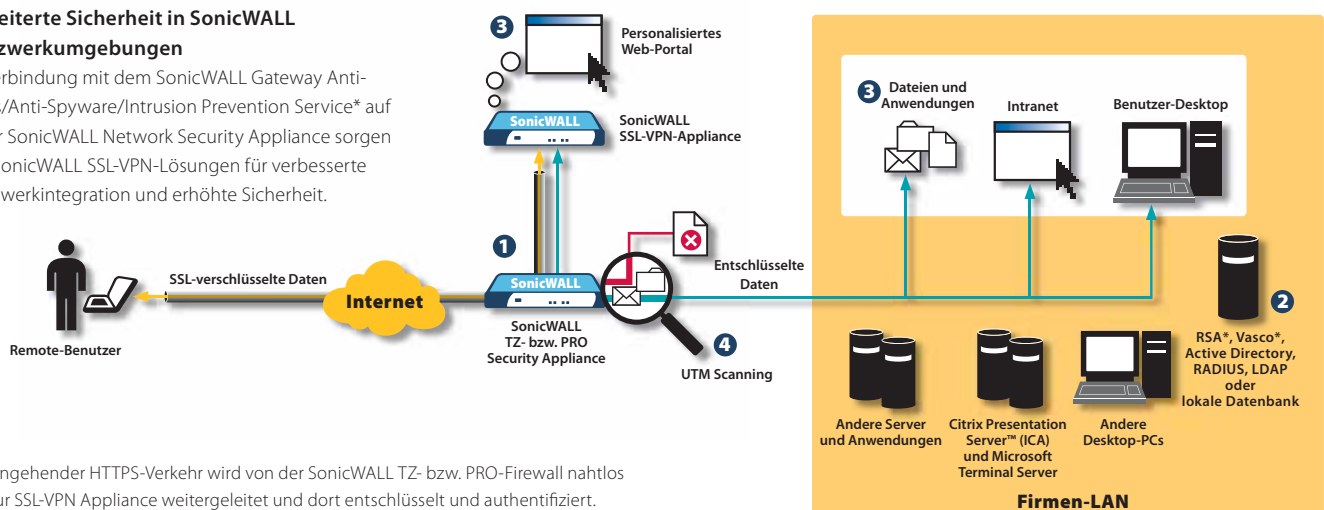 eiterte Sicherheit in SonicWALL
zwerkumgebungen
erbindung mit dem SonicWALL Gateway Anti-
s/Anti-Spyware/Intrusion Prevention Service* auf
r SonicWALL Network Security Appliance sorgen
SonicWALL SSL-VPN-Lösungen für verbesserte
werkintegration und erhöhte Sicherheit.
3
Personalisiertes
Web-Portal
SonicWALL
SonicWALL
SSL-VPN-Appliance
1
SSL-verschlüsselte Daten
Internet
Remote-Benutzer
SonicWALL
SonicWALL
TZ- bzw. PRO
Security Appliance
Entschlüsselte
Daten
4
UTM Scanning
3
Dateien und
Anwendungen
Intranet
Benutzer-Desktop
2
RSA*, Vasco*,
Active Directory,
RADIUS, LDAP
oder
lokale Datenbank
Andere Server
und Anwendungen
Citrix Presentation
Server™ (ICA)
und Microsoft
Terminal Server
Andere
Desktop-PCs
Firmen-LAN
ngehender HTTPS-Verkehr wird von der SonicWALL TZ- bzw. PRO-Firewall nahtlos
ur SSL-VPN Appliance weitergeleitet und dort entschlüsselt und authentifiziert.